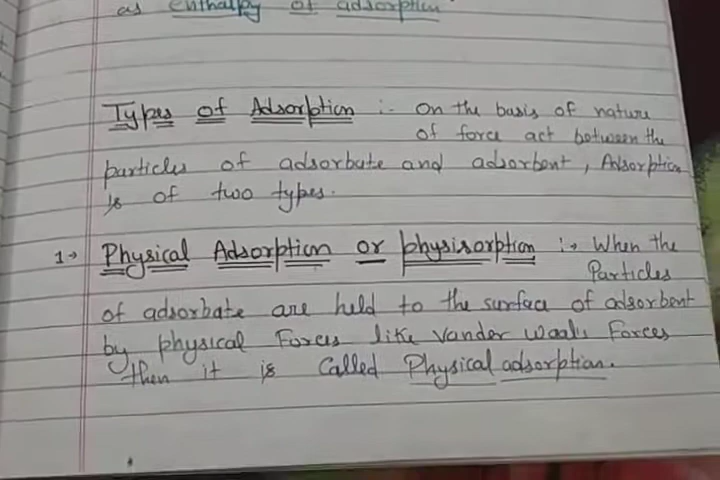 as enthalpy of adsorption
Types of Adsorption :- On the basis of nature
of force act between the
particles of adsorbate and adsorbent, Adsorption
is of two types.
1→ Physical Adsorption or physisorption :→ When the
Particles
of adsorbate are held to the surface of adsorbent
by physical Forces like Vander Waals Forces
then it is Called Physical adsorption.